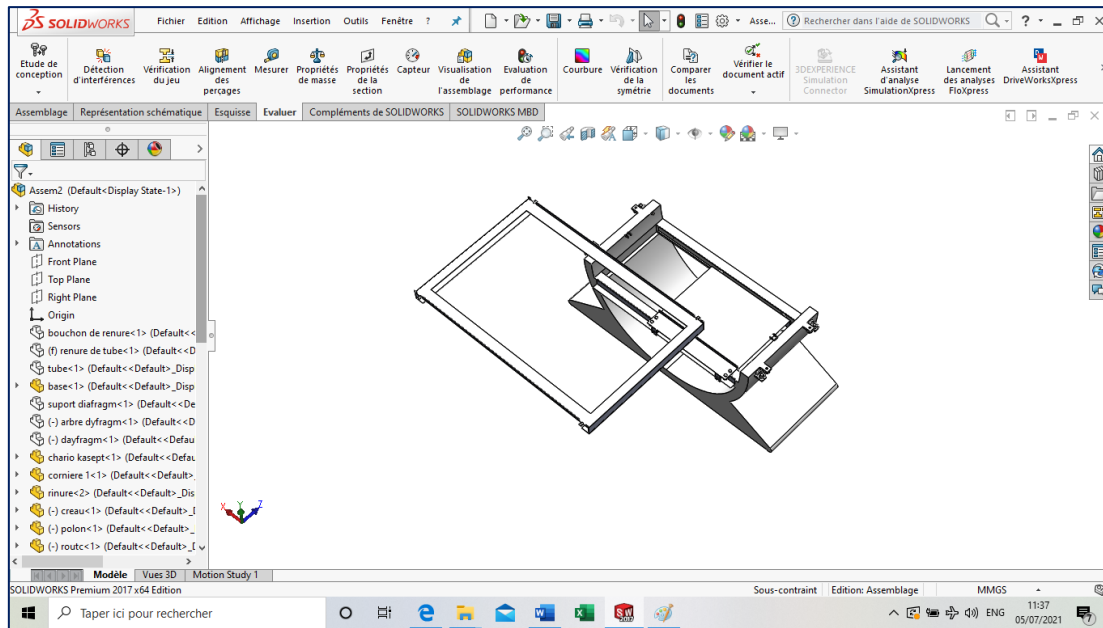 SOLIDWORKS Fichier Edition Affichage Insertion Outils Fenêtre ? Asse... Rechercher dans l'aide de SOLIDWORKS ?
Etude de conception
Détection d'interférences
Vérification du jeu
Alignement des perçages
Mesurer
Propriétés de masse
Propriétés de la section
Capteur
Visualisation de l'assemblage
Evaluation de performance
Courbure
Vérification de la symétrie
Comparer les documents
Vérifier le document actif
3DEXPERIENCE Simulation Connector
Assistant d'analyse SimulationXpress
Lancement des analyses FloXpress
Assistant DriveWorksXpress
Assemblage Représentation schématique Esquisse Evaluer Compléments de SOLIDWORKS SOLIDWORKS MBD
Assem2 (Default<Display State-1>)
History
Sensors
Annotations
Front Plane
Top Plane
Right Plane
Origin
bouchon de renure<1> (Default<<
(f) renure de tube<1> (Default<<D
tube<1> (Default<<Default>_Disp
base<1> (Default<<Default>_Disp
suport diafragm<1> (Default<<De
(-) arbre dyfragm<1> (Default<<D
(-) dayfragm<1> (Default<<Defau
chario kasept<1> (Default<<Defau
corniere 1<1> (Default<<Default>_
rinure<2> (Default<<Default>_Dis
(-) creau<1> (Default<<Default>_D
(-) polon<1> (Default<<Default>_
(-) routc<1> (Default<<Default>_D
X Y Z
Modèle Vues 3D Motion Study 1
SOLIDWORKS Premium 2017 x64 Edition Sous-contraint Edition: Assemblage MMGS
Taper ici pour rechercher ENG 11:37
05/07/2021